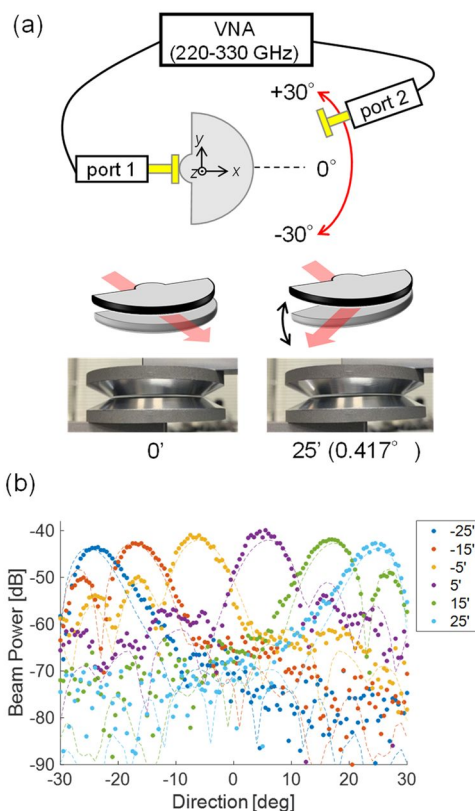 (a)
VNA
(220-330 GHz)
+30°
port 2
port 1
y
z
x
0°
-30°
0'
25' (0.417° )
(b)
-40
-50
-60
-70
-80
-90
Beam Power [dB]
-30
-20
-10
0
10
20
30
Direction [deg]
-25'
-15'
-5'
5'
15'
25'